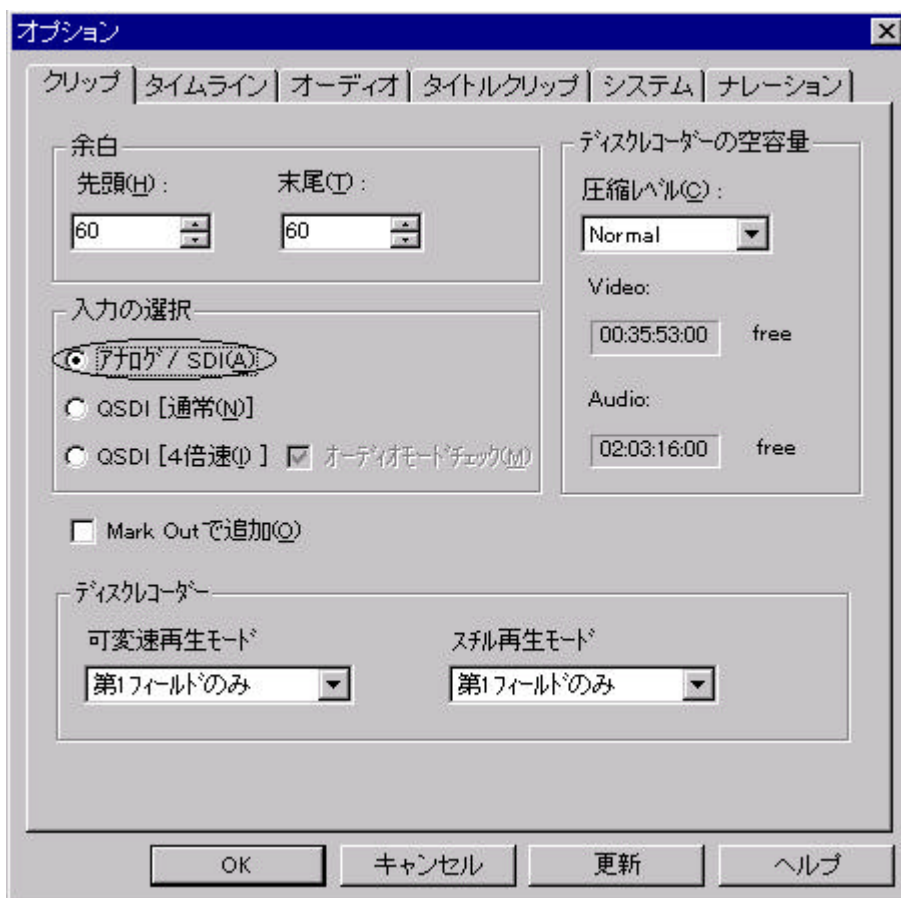 オプション
クリップ タイムライン オーディオ タイトルクリップ システム ナレーション
余白
先頭(H) : 末尾(T) :
60 60
入力の選択
アナログ / SDI(A)
QSDI [通常(N)]
QSDI [4倍速(I) ] オーディオモードチェック(M)
ディスクレコーダーの空容量
圧縮レベル(C) :
Normal
Video:
00:35:53:00 free
Audio:
02:03:16:00 free
Mark Outで追加(O)
ディスクレコーダー
可変速再生モード スチル再生モード
第1フィールドのみ 第1フィールドのみ
OK キャンセル 更新 ヘルプ